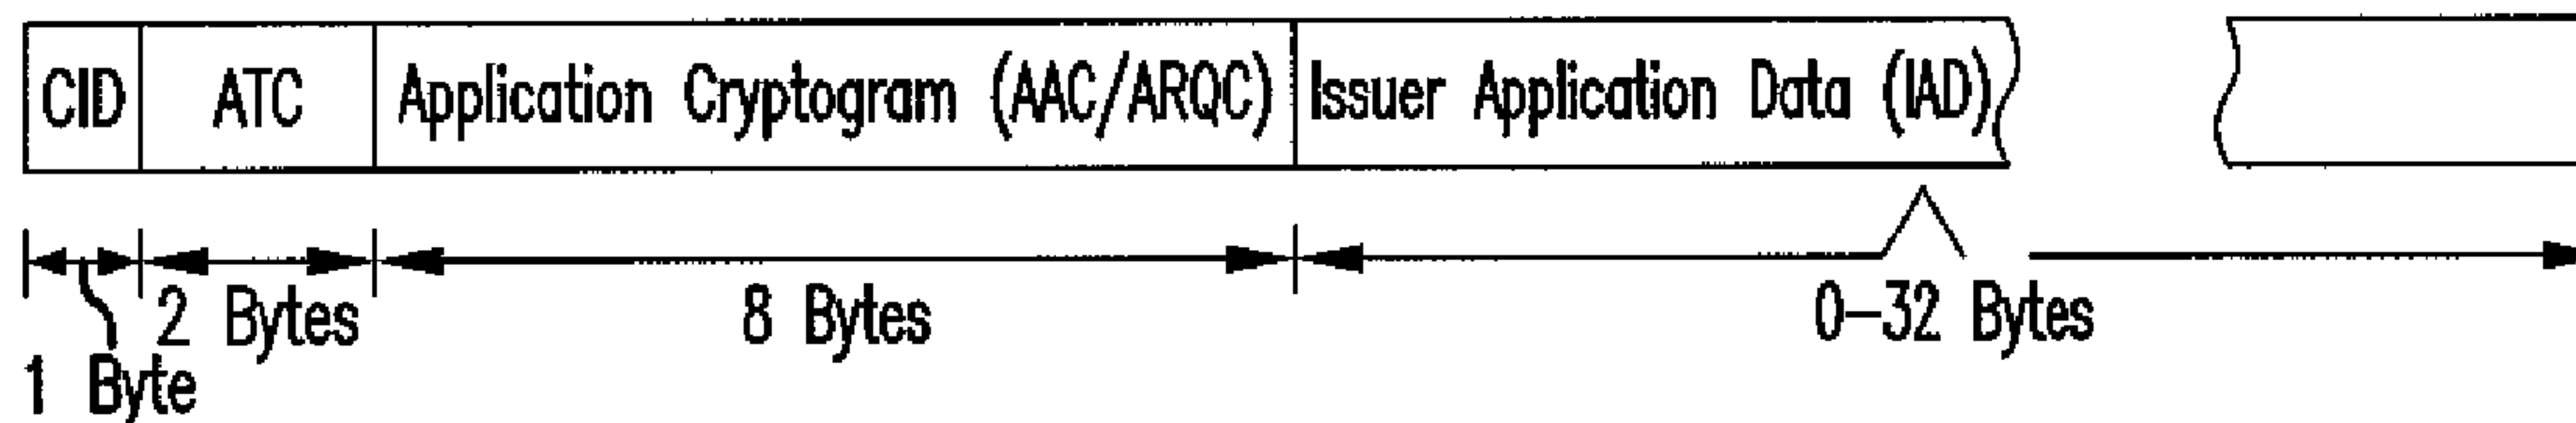 CID ATC Application Cryptogram (AAC/ARQC) Issuer Application Data (IAD)
2 Bytes 8 Bytes 0-32 Bytes
1 Byte